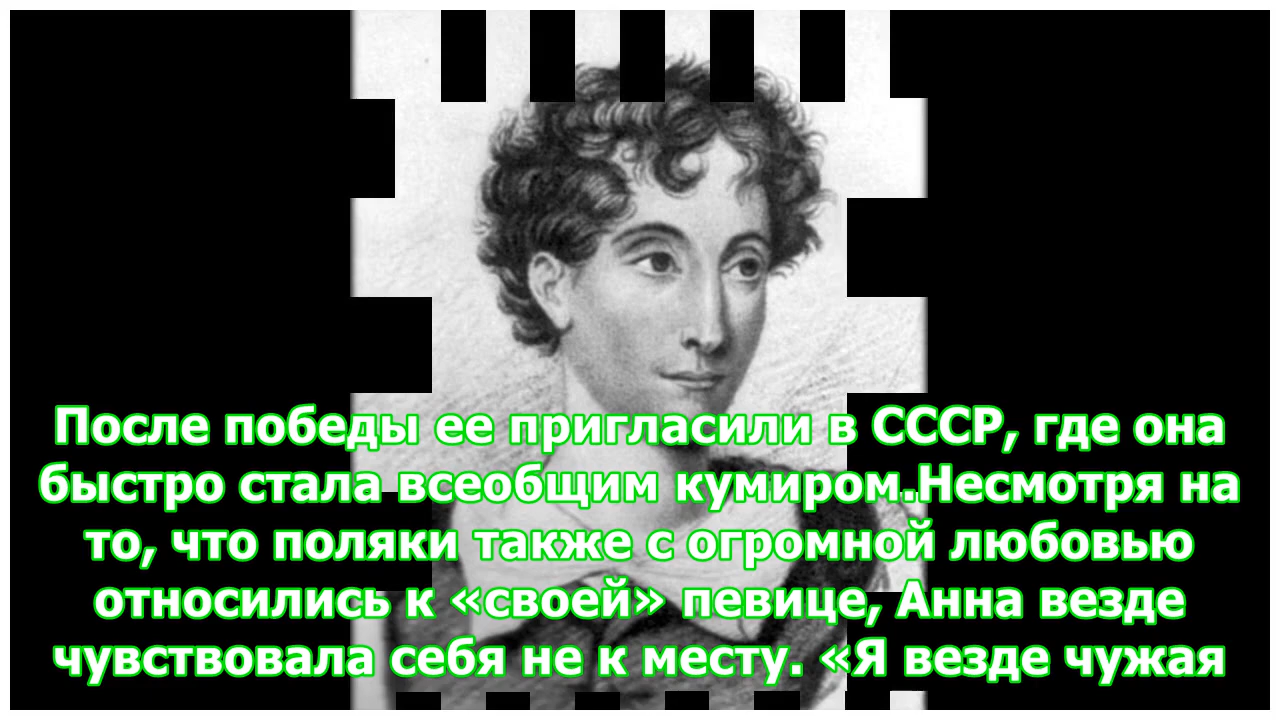 После победы ее пригласили в СССР, где она
быстро стала всеобщим кумиром.Несмотря на
то, что поляки также с огромной любовью
относились к «своей» певице, Анна везде
чувствовала себя не к месту. «Я везде чужая